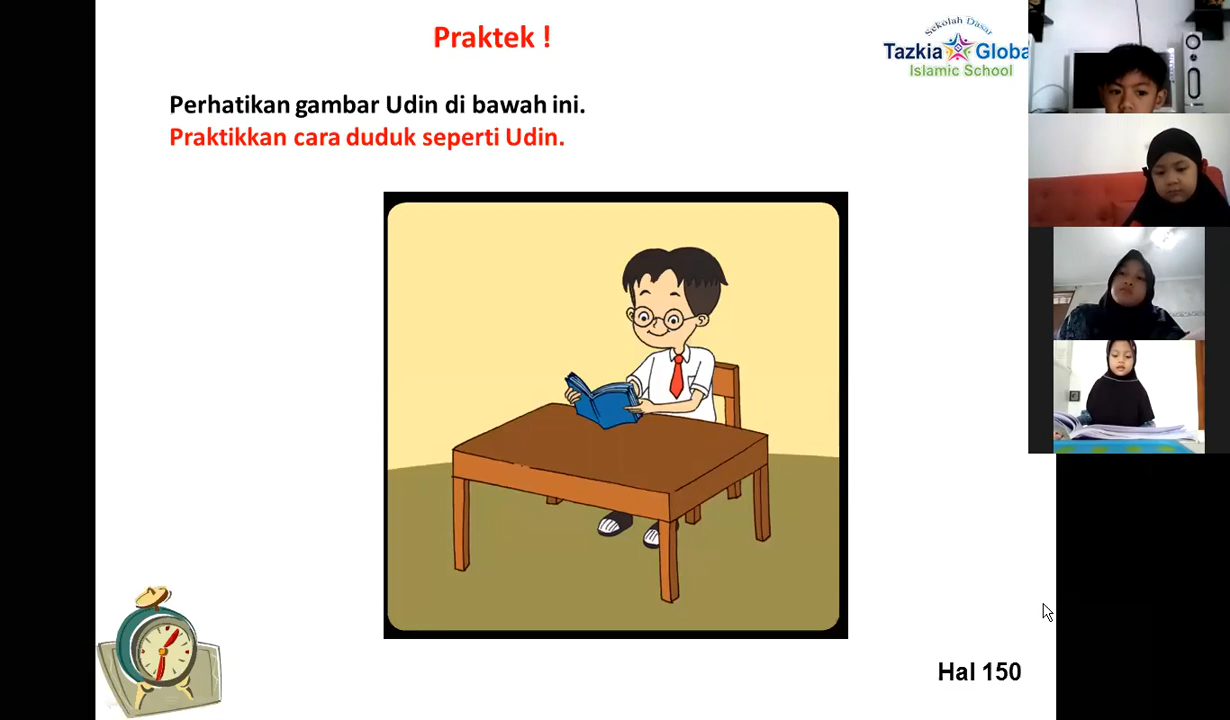 Praktek !
Sekolah Dasar
Tazkia Globa
Islamic School
Perhatikan gambar Udin di bawah ini.
Praktikkan cara duduk seperti Udin.
Hal 150